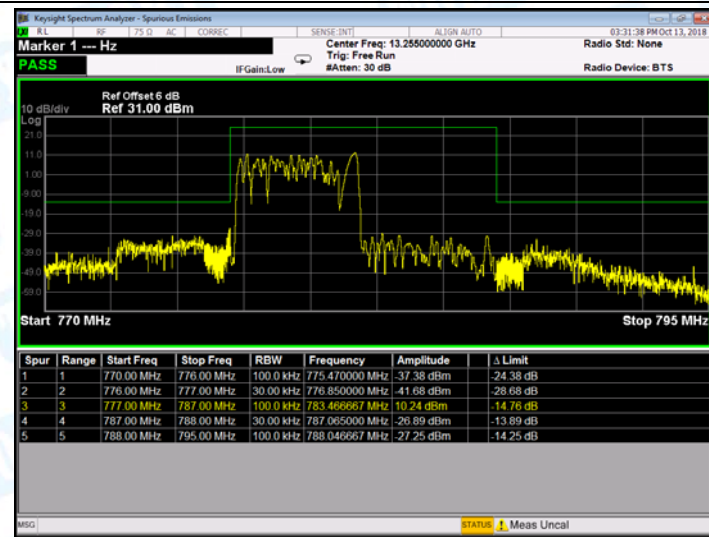 Keysight Spectrum Analyzer - Spurious Emissions
RL RF 75 Ω AC CORREC SENSE:INT ALIGN AUTO 03:31:38 PM Oct 13, 2018
Marker 1 --- Hz Center Freq: 13.255000000 GHz Radio Std: None
Trig: Free Run
PASS IFGain:Low #Atten: 30 dB Radio Device: BTS
Ref Offset 6 dB
10 dB/div Ref 31.00 dBm
Log
21.0
11.0
1.00
-9.00
-19.0
-29.0
-39.0
-49.0
-59.0
Start 770 MHz Stop 795 MHz
Spur Range Start Freq Stop Freq RBW Frequency Amplitude Δ Limit
1 1 770.00 MHz 776.00 MHz 100.0 kHz 775.470000 MHz -37.38 dBm -24.38 dB
2 2 776.00 MHz 777.00 MHz 30.00 kHz 776.850000 MHz -41.68 dBm -28.68 dB
3 3 777.00 MHz 787.00 MHz 100.0 kHz 783.466667 MHz 10.24 dBm -14.76 dB
4 4 787.00 MHz 788.00 MHz 30.00 kHz 787.065000 MHz -26.89 dBm -13.89 dB
5 5 788.00 MHz 795.00 MHz 100.0 kHz 788.046667 MHz -27.25 dBm -14.25 dB
MSG STATUS Meas Uncal